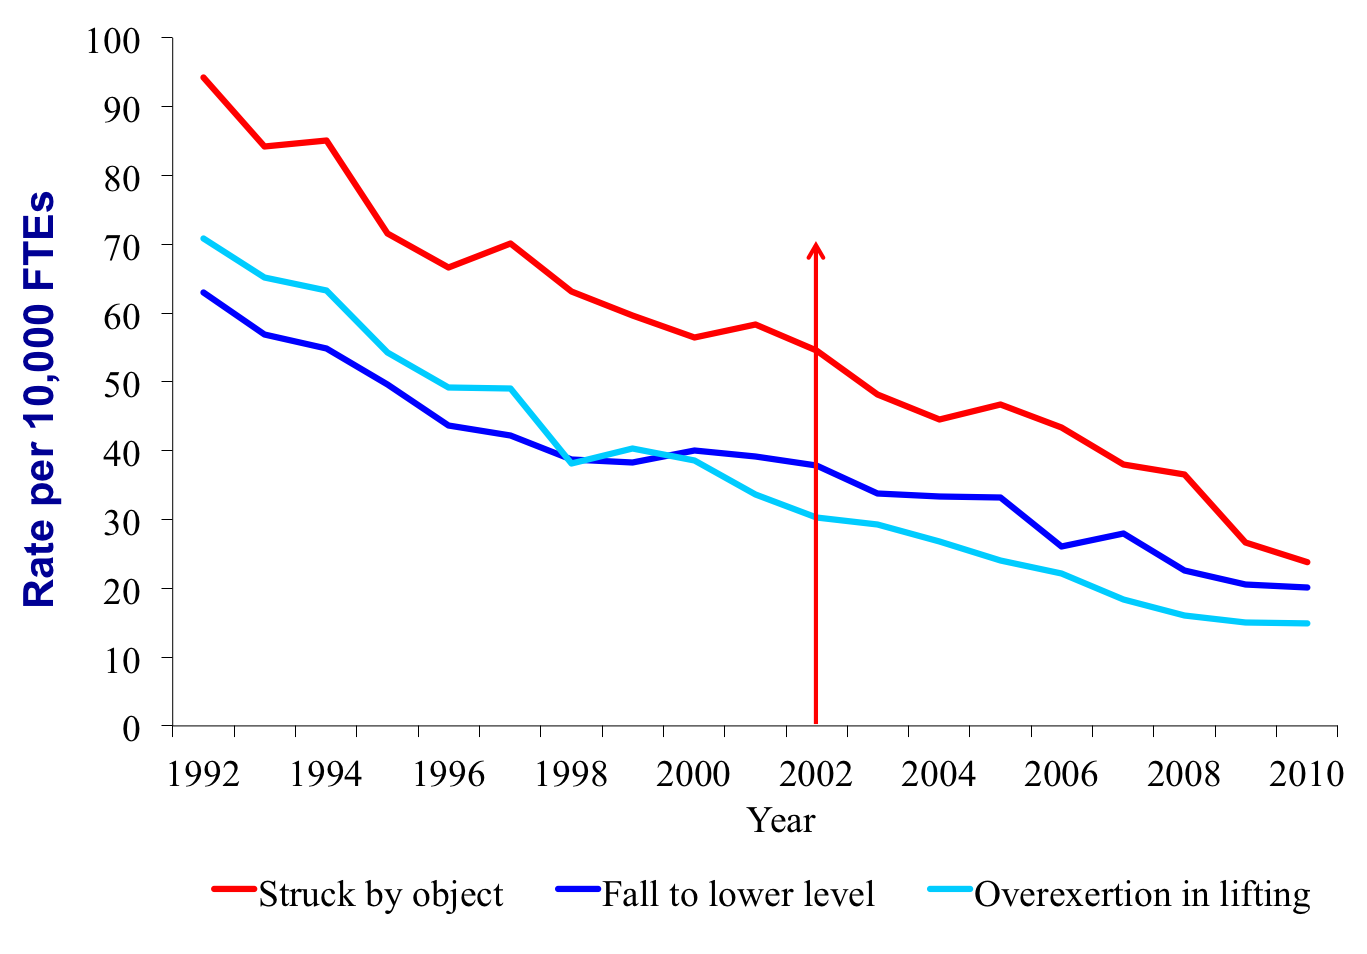 Rate per 10,000 FTEs
100
90
80
70
60
50
40
30
20
10
0
1992 1994 1996 1998 2000 2002 2004 2006 2008 2010
Year
Struck by object Fall to lower level Overexertion in lifting